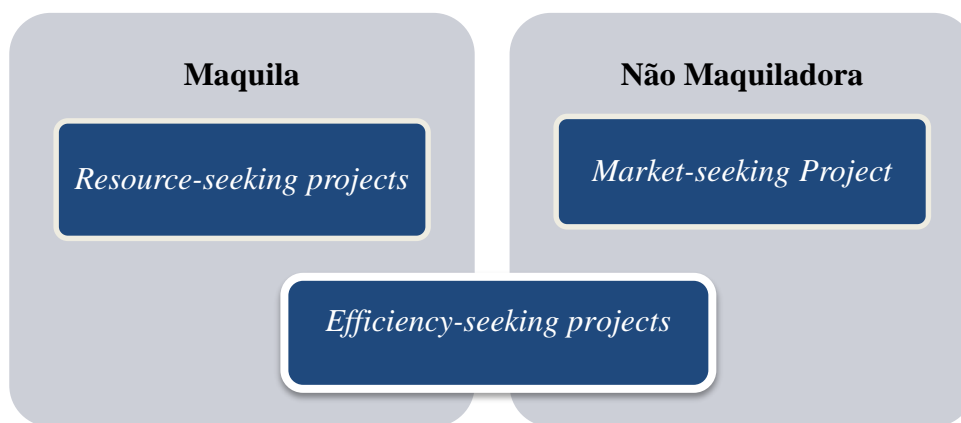 Maquila
Resource-seeking projects
Não Maquiladora
Market-seeking Project
Efficiency-seeking projects